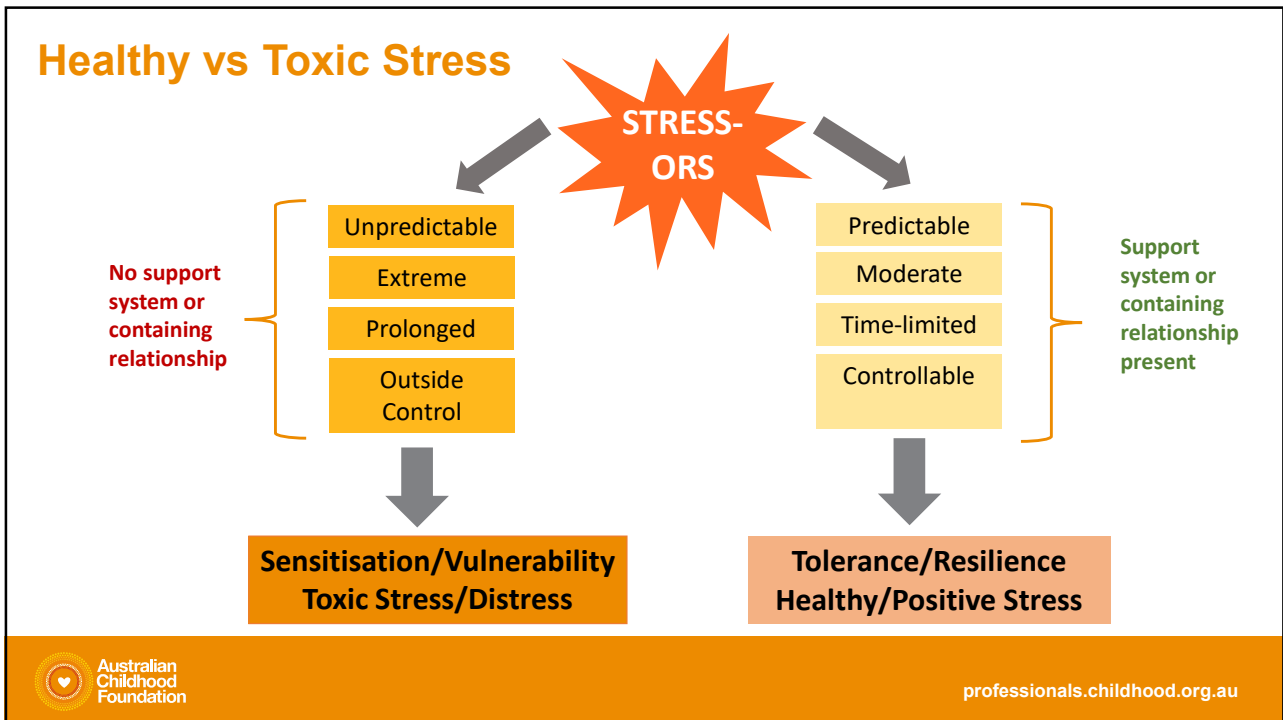 Healthy vs Toxic Stress
STRESS-
ORS
No support
system or
containing
relationship
Unpredictable
Extreme
Prolonged
Outside
Control
Predictable
Moderate
Time-limited
Controllable
Support
system or
containing
relationship
present
Sensitisation/Vulnerability
Toxic Stress/Distress
Tolerance/Resilience
Healthy/Positive Stress
Australian
Childhood
Foundation
professionals.childhood.org.au